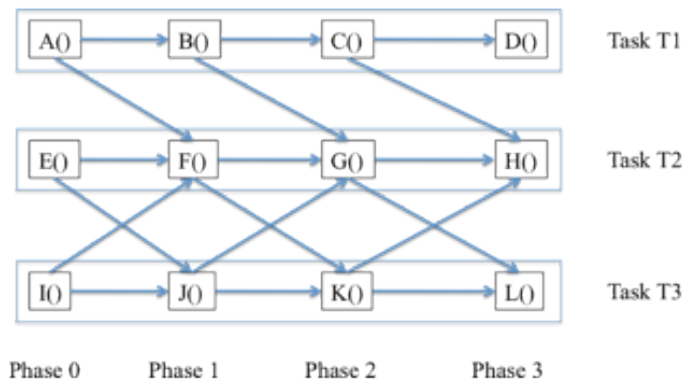 A() B() C() D() Task T1
E() F() G() H() Task T2
I() J() K() L() Task T3
Phase 0 Phase 1 Phase 2 Phase 3